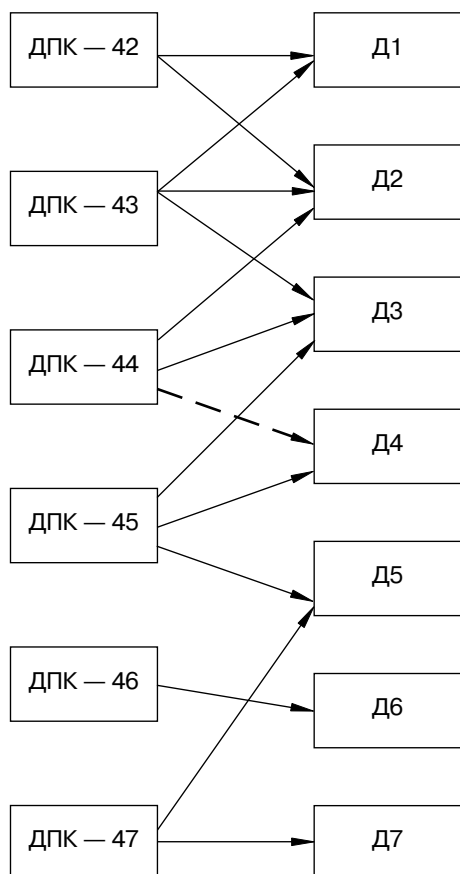 ДПК — 42
Д1
ДПК — 43
Д2
ДПК — 44
Д3
ДПК — 45
Д4
ДПК — 46
Д5
ДПК — 47
Д6
Д7